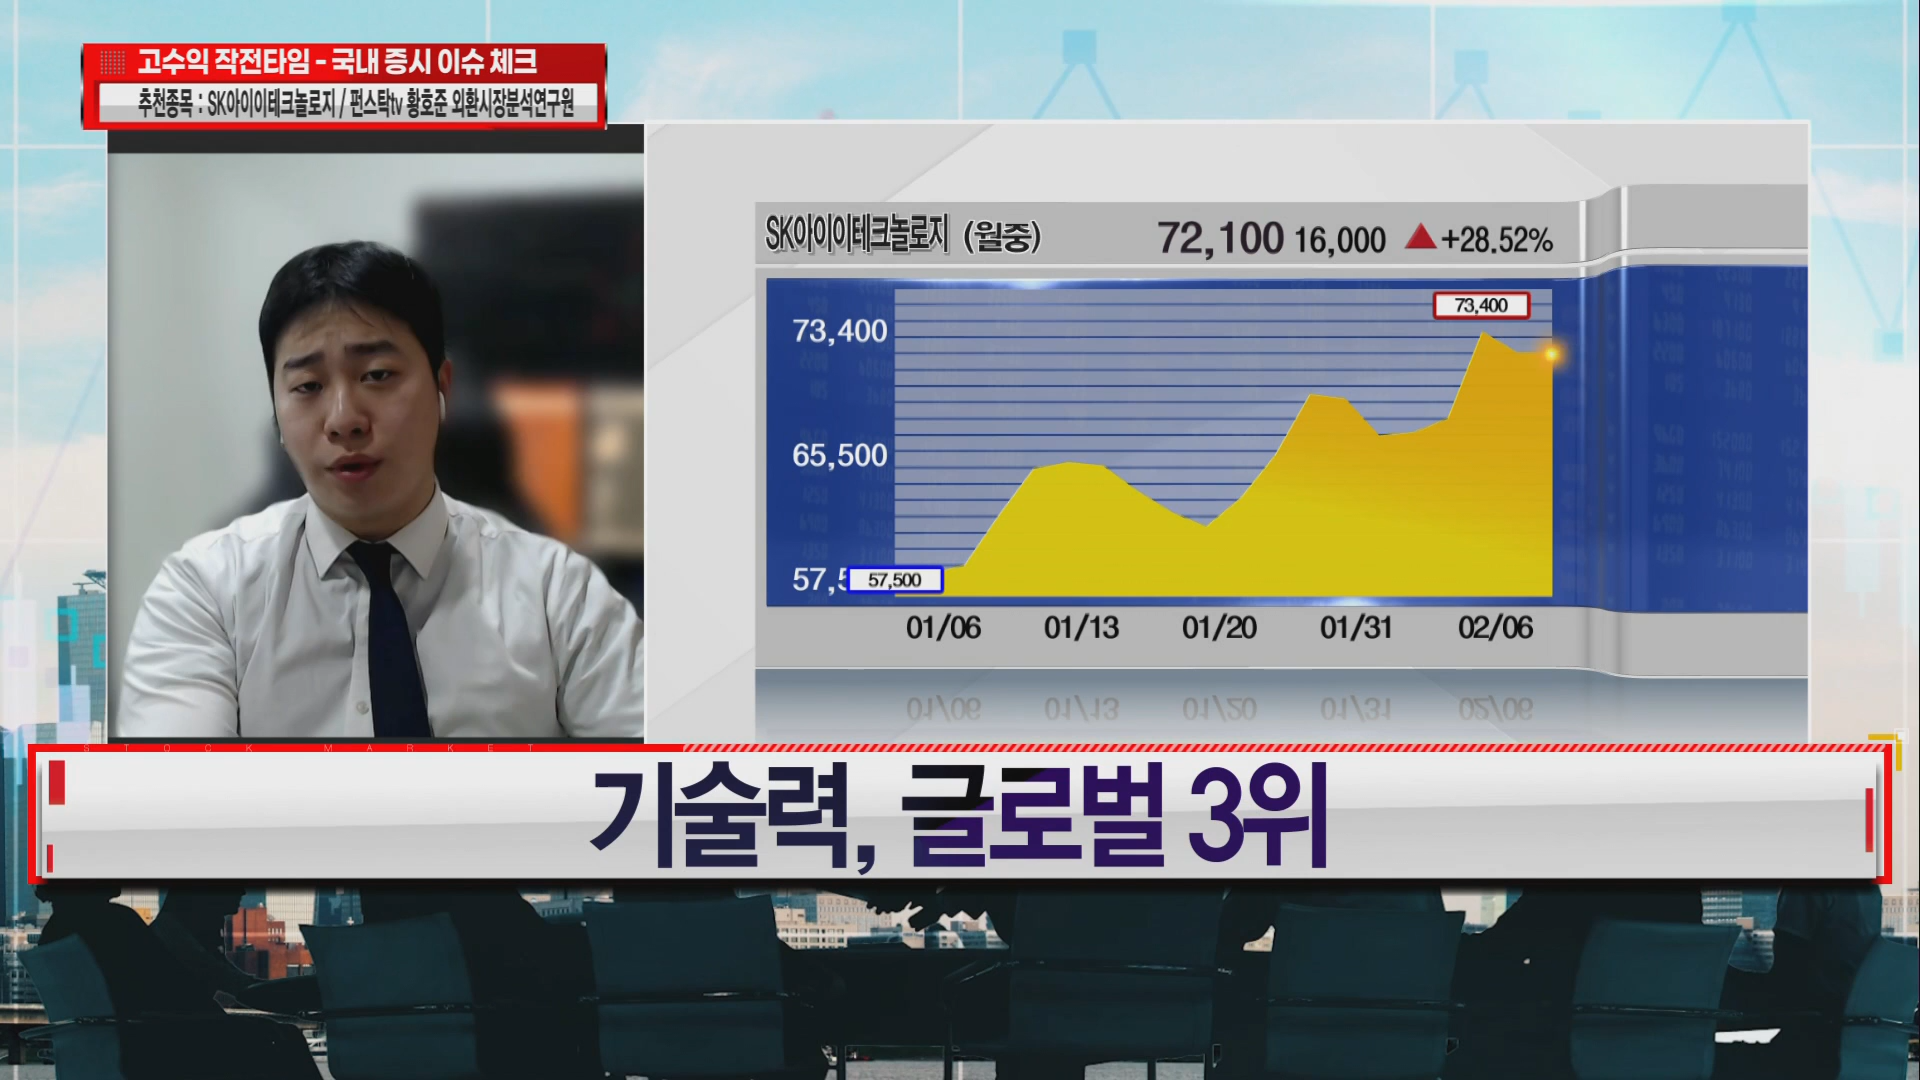 고수익 작전타임 - 국내 증시 이슈 체크
추천종목 : SK아이이테크놀로지 / 펀스탁tv 황호준 외환시장분석연구원
SK아이이테크놀로지 (월중) 72,100 16,000 ▲+28.52%
73,400
73,400
65,500
57,5
57,500
01/06 01/13 01/20 01/31 02/06
STOCK MARKET
기술력, 글로벌 3위